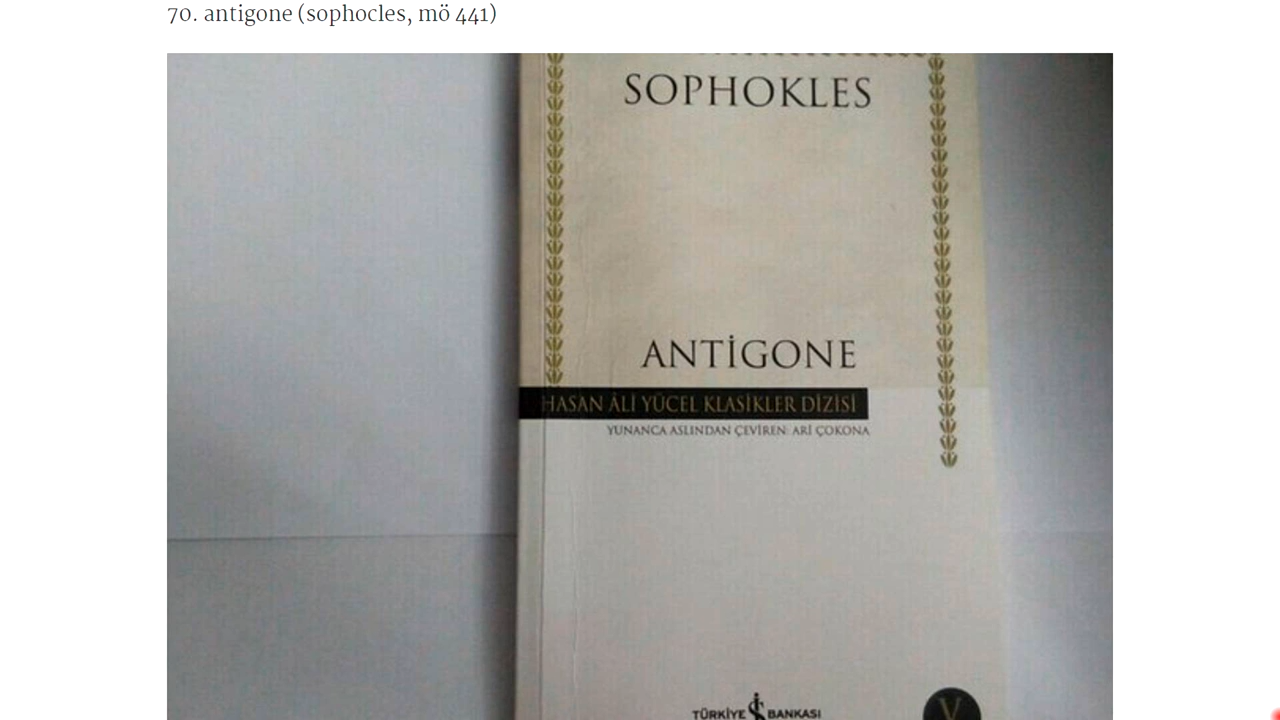 70. antigone (sophocles, mö 441)
SOPHOKLES
ANTİGONE
HASAN ÂLİ YÜCEL KLASİKLER DİZİSİ
YUNANCA ASLINDAN ÇEVİREN: ARİ ÇOKONA
TÜRKİYE İŞ BANKASI
V